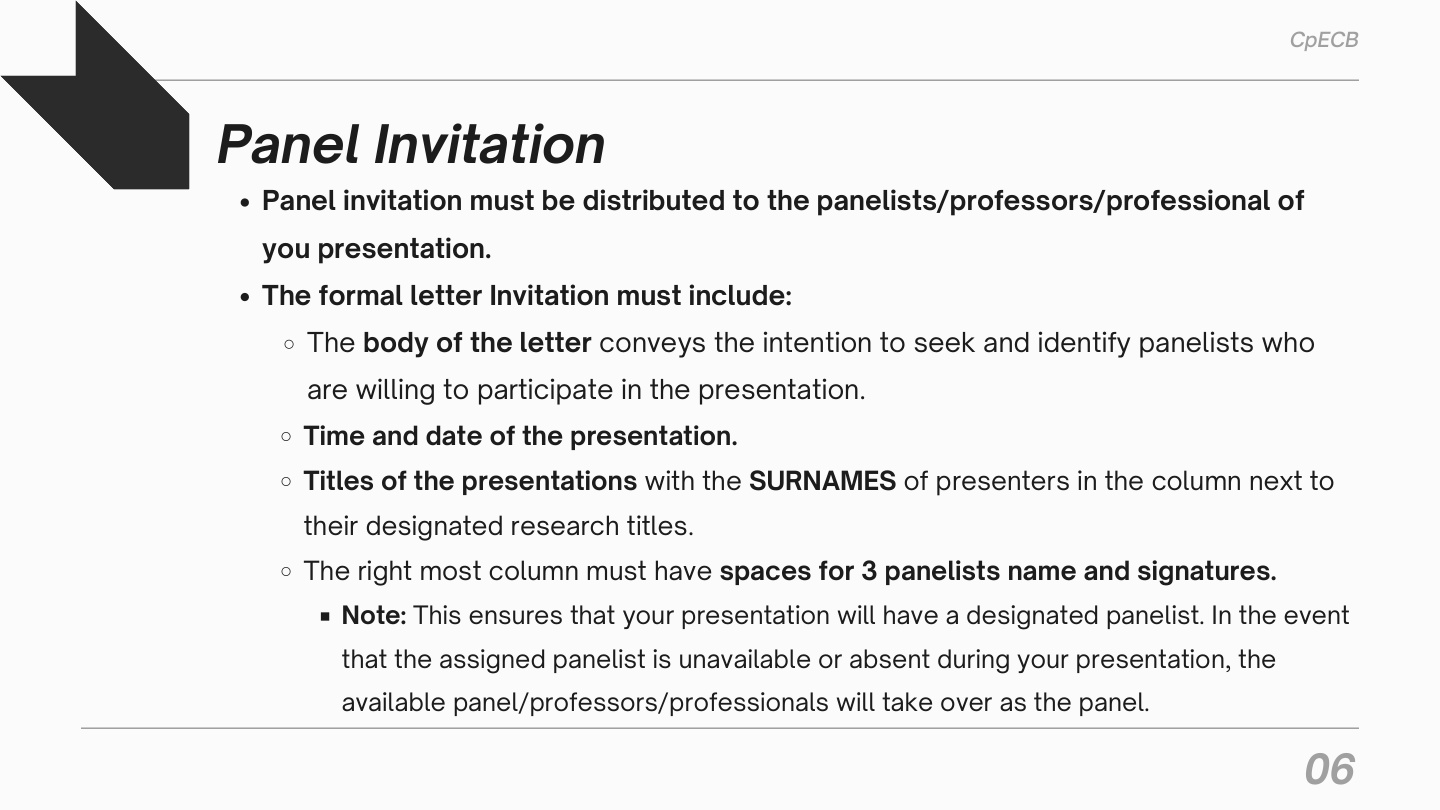 CpECB
Panel Invitation
• Panel invitation must be distributed to the panelists/professors/professional of
you presentation.
• The formal letter Invitation must include:
○ The body of the letter conveys the intention to seek and identify panelists who
are willing to participate in the presentation.
○ Time and date of the presentation.
○ Titles of the presentations with the SURNAMES of presenters in the column next to
their designated research titles.
○ The right most column must have spaces for 3 panelists name and signatures.
▪ Note: This ensures that your presentation will have a designated panelist. In the event
that the assigned panelist is unavailable or absent during your presentation, the
available panel/professors/professionals will take over as the panel.
06